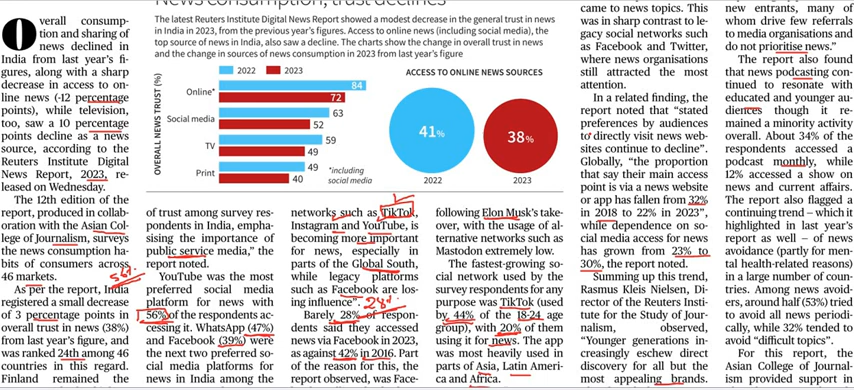 News consumption, trust declines
The latest Reuters Institute Digital News Report showed a modest decrease in the general trust in news
in India in 2023, from the previous year's figures. Access to online news (including social media), the
top source of news in India, also saw a decline. The charts show the change in overall trust in news
and the change in sources of news consumption in 2023 from last year's figure
2022 2023
OVERALL NEWS TRUST (%)
Online* 84
72
Social media 63
52
TV 59
49
Print 49
40
*including
social media
ACCESS TO ONLINE NEWS SOURCES
41%
2022
38%
2023
Overall consump-
tion and sharing of
news declined in
India from last year's fi-
gures, along with a sharp
decrease in access to on-
line news (-12 percentage
points), while television,
too, saw a 10 percentage
points decline as a news
source, according to the
Reuters Institute Digital
News Report, 2023, re-
leased on Wednesday.
The 12th edition of the
report, produced in collab-
oration with the Asian Col-
lege of Journalism, surveys
the news consumption ha-
bits of consumers across
46 markets.
As per the report, India
registered a small decrease
of 3 percentage points in
overall trust in news (38%)
from last year's figure, and
was ranked 24th among 46
countries in this regard.
Finland remained the
56%
of trust among survey res-
pondents in India, empha-
sising the importance of
public service media," the
report noted.
YouTube was the most
preferred social media
platform for news with
56% of the respondents ac-
cessing it. WhatsApp (47%)
and Facebook (39%) were
the next two preferred so-
cial media platforms for
news in India among the
networks such as TikTok,
Instagram and YouTube, is
becoming more important
for news, especially in
parts of the Global South,
while legacy platforms
such as Facebook are los-
ing influence".
28%
Barely 28% of respon-
dents said they accessed
news via Facebook in 2023,
as against 42% in 2016. Part
of the reason for this, the
report observed, was Face-
following Elon Musk's take-
over, with the usage of al-
ternative networks such as
Mastodon extremely low.
The fastest-growing so-
cial network used by the
survey respondents for any
purpose was TikTok (used
by 44% of the 18-24 age
group), with 20% of them
using it for news. The app
was most heavily used in
parts of Asia, Latin Ameri-
ca and Africa.
came to news topics. This
was in sharp contrast to le-
gacy social networks such
as Facebook and Twitter,
where news organisations
still attracted the most
attention.
In a related finding, the
report noted that "stated
preferences by audiences
to directly visit news web-
sites continue to decline".
Globally, "the proportion
that say their main access
point is via a news website
or app has fallen from 32%
in 2018 to 22% in 2023",
while dependence on so-
cial media access for news
has grown from 23% to
30%, the report noted.
Summing up this trend,
Rasmus Kleis Nielsen, Di-
rector of the Reuters Insti-
tute for the Study of Jour-
nalism, observed,
"Younger generations in-
creasingly eschew direct
discovery for all but the
most appealing brands.
new entrants, many of
whom drive few referrals
to media organisations and
do not prioritise news."
The report also found
that news podcasting con-
tinued to resonate with
educated and younger au-
diences though it re-
mained a minority activity
overall. About 34% of the
respondents accessed a
podcast monthly, while
12% accessed a show on
news and current affairs.
The report also flagged a
continuing trend – which it
highlighted in last year's
report as well – of news
avoidance (partly for men-
tal health-related reasons)
in a large number of coun-
tries. Among news avoid-
ers, around half (53%) tried
to avoid all news periodi-
cally, while 32% tended to
avoid "difficult topics".
For this report, the
Asian College of Journal-
ism provided support in